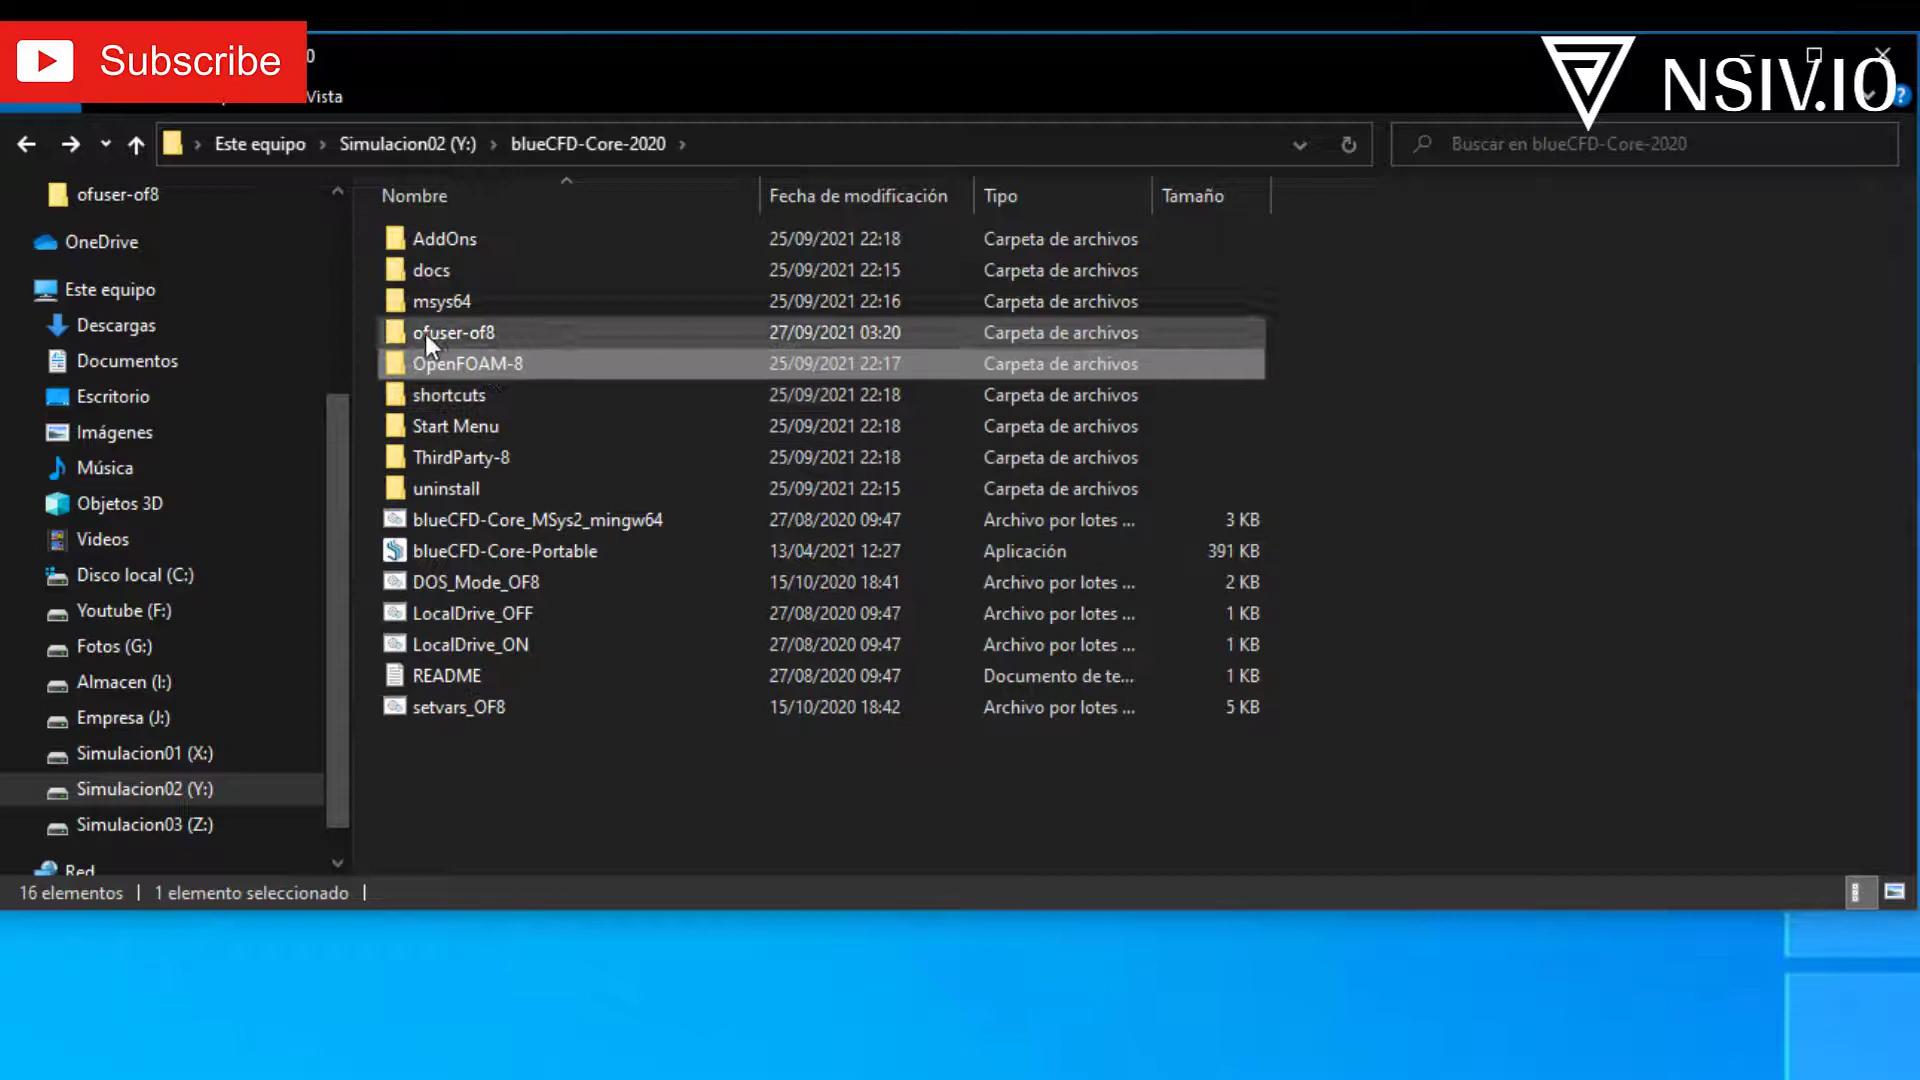 Subscribe
0
Vista
NSIV.IO
?
Este equipo
Simulacion02 (Y:)
blueCFD-Core-2020
Buscar en blueCFD-Core-2020
ofuser-of8
OneDrive
Este equipo
Descargas
Documentos
Escritorio
Imágenes
Música
Objetos 3D
Videos
Disco local (C:)
Youtube (F:)
Fotos (G:)
Almacen (I:)
Empresa (J:)
Simulacion01 (X:)
Simulacion02 (Y:)
Simulacion03 (Z:)
Red
Nombre Fecha de modificación Tipo Tamaño
AddOns 25/09/2021 22:18 Carpeta de archivos
docs 25/09/2021 22:15 Carpeta de archivos
msys64 25/09/2021 22:16 Carpeta de archivos
ofuser-of8 27/09/2021 03:20 Carpeta de archivos
OpenFOAM-8 25/09/2021 22:17 Carpeta de archivos
shortcuts 25/09/2021 22:18 Carpeta de archivos
Start Menu 25/09/2021 22:18 Carpeta de archivos
ThirdParty-8 25/09/2021 22:18 Carpeta de archivos
uninstall 25/09/2021 22:15 Carpeta de archivos
blueCFD-Core_MSys2_mingw64 27/08/2020 09:47 Archivo por lotes ... 3 KB
blueCFD-Core-Portable 13/04/2021 12:27 Aplicación 391 KB
DOS_Mode_OF8 15/10/2020 18:41 Archivo por lotes ... 2 KB
LocalDrive_OFF 27/08/2020 09:47 Archivo por lotes ... 1 KB
LocalDrive_ON 27/08/2020 09:47 Archivo por lotes ... 1 KB
README 27/08/2020 09:47 Documento de te... 1 KB
setvars_OF8 15/10/2020 18:42 Archivo por lotes ... 5 KB
16 elementos 1 elemento seleccionado